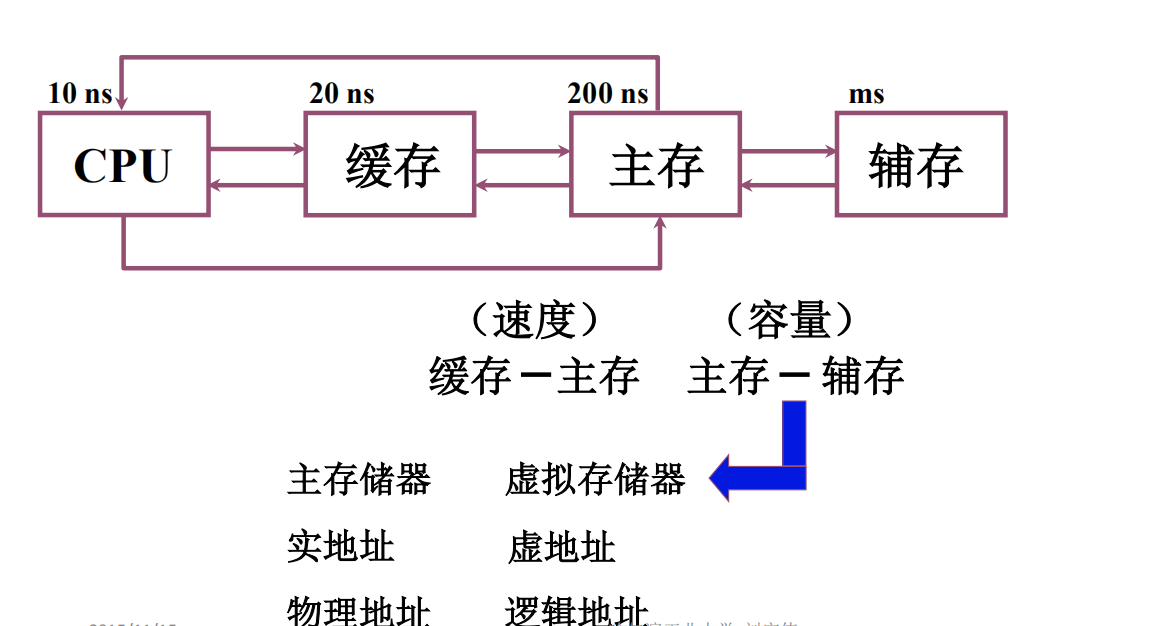 10 ns 20 ns 200 ns ms
CPU 缓存 主存 辅存
（速度） （容量）
缓存－主存 主存－辅存
主存储器 虚拟存储器
实地址 虚地址
物理地址 逻辑地址